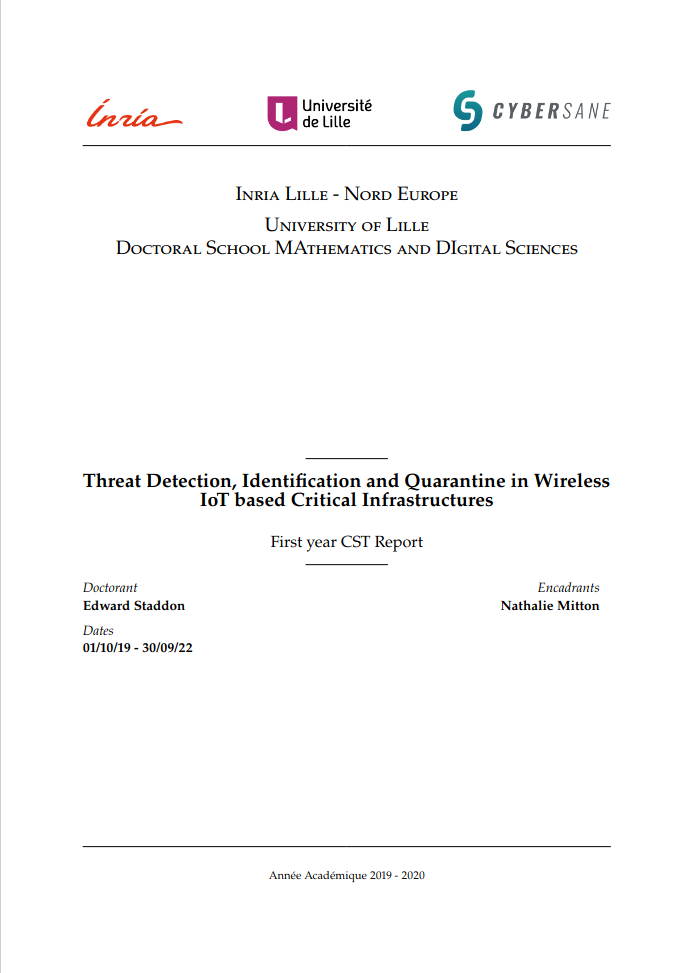 Inria
Université
de Lille
CYBERSANE
Inria Lille - Nord Europe
University of Lille
Doctoral School MAthematics and DIgital Sciences
Threat Detection, Identification and Quarantine in Wireless
IoT based Critical Infrastructures
First year CST Report
Doctorant
Edward Staddon
Encadrants
Nathalie Mitton
Dates
01/10/19 - 30/09/22
Année Académique 2019 - 2020